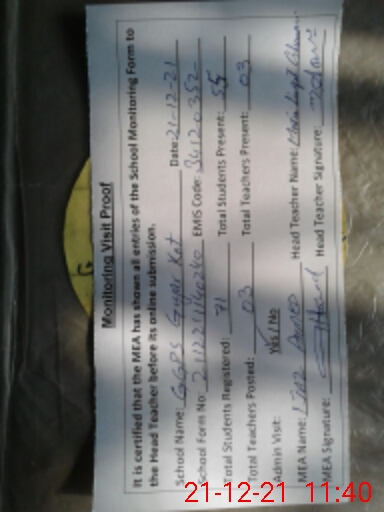 Monitoring Visit Proof
It is certified that the MEA has shown all entries of the School Monitoring Form to
the Head Teacher before its online submission.
School Name: GGPS Kot Date: 21-12-21
School Form No: EMIS Code:
Total Students Registered: 71 Total Students Present: 55
Total Teachers Posted: 03 Total Teachers Present: 03
Admin Visit: Yes / No
MEA Name: Head Teacher Name:
MEA Signature: Head Teacher Signature:
21-12-21 11:40